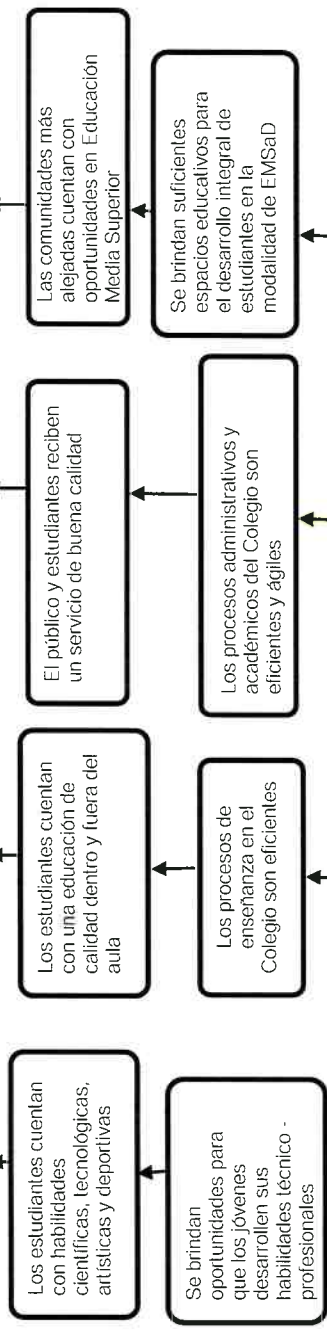 Los estudiantes cuentan
con habilidades
científicas, tecnológicas,
artísticas y deportivas
Los estudiantes cuentan
con una educación de
calidad dentro y fuera del
aula
El público y estudiantes reciben
un servicio de buena calidad
Las comunidades más
alejadas cuentan con
oportunidades en Educación
Media Superior
Se brindan
oportunidades para
que los jóvenes
desarrollen sus
habilidades técnico -
profesionales
Los procesos de
enseñanza en el
Colegio son eficientes
Los procesos administrativos y
académicos del Colegio son
eficientes y ágiles
Se brindan suficientes
espacios educativos para
el desarrollo integral de
estudiantes en la
modalidad de EMSaD